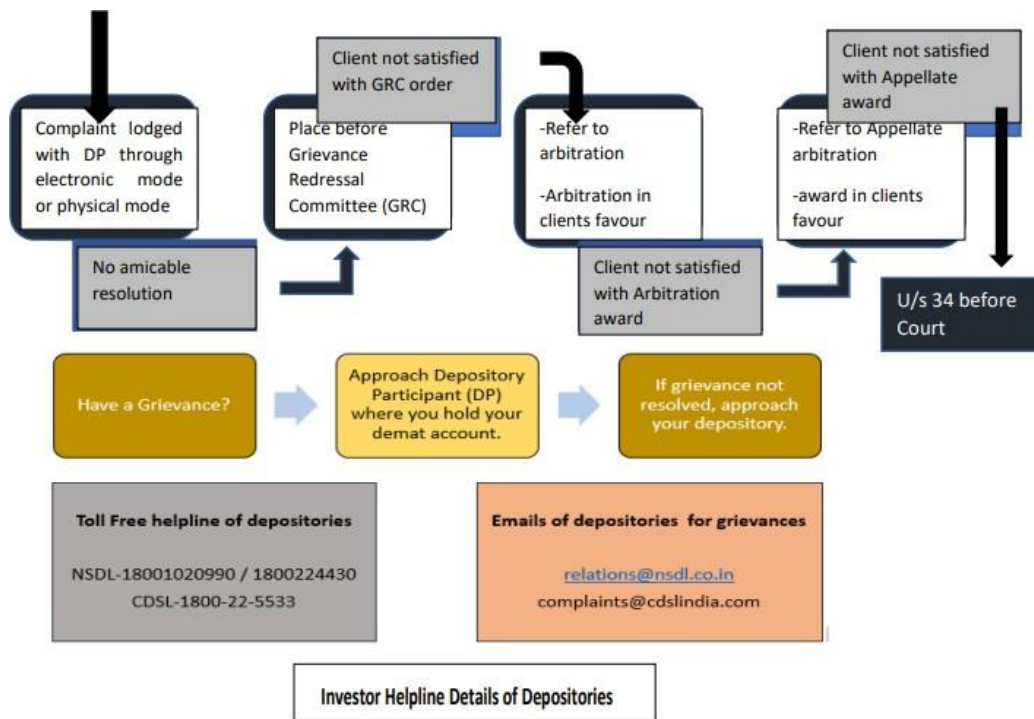 Client not satisfied
with GRC order
Client not satisfied
with Appellate
award
Complaint lodged
with DP through
electronic mode
or physical mode
Place before
Grievance
Redressal
Committee (GRC)
-Refer to
arbitration
-Arbitration in
clients favour
-Refer to Appellate
arbitration
-award in clients
favour
No amicable
resolution
Client not satisfied
with Arbitration
award
U/s 34 before
Court
Have a Grievance?
Approach Depository
Participant (DP)
where you hold your
demat account.
If grievance not
resolved, approach
your depository.
Toll Free helpline of depositories
NSDL-18001020990 / 1800224430
CDSL-1800-22-5533
Emails of depositories for grievances
relations@nsdl.co.in
complaints@cdslindia.com
Investor Helpline Details of Depositories